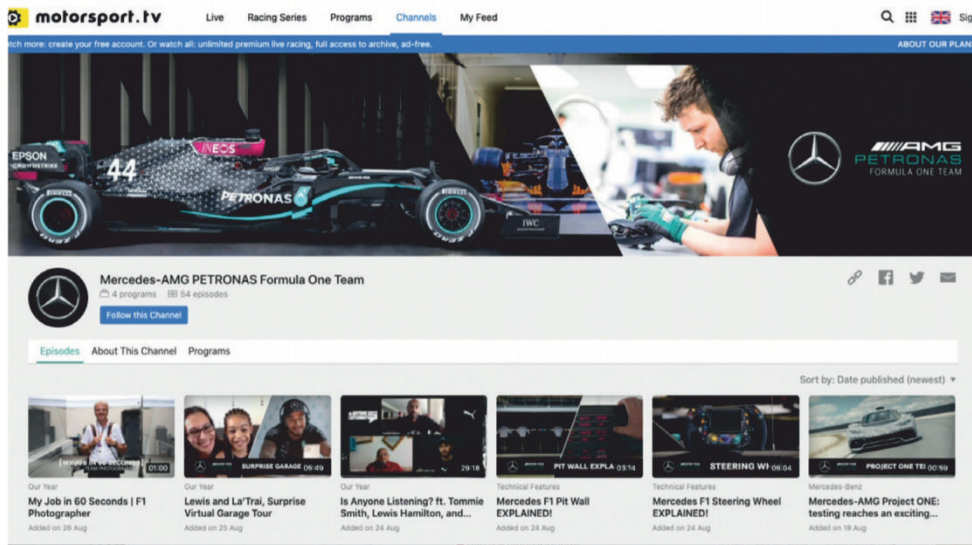 motorsport.tv
Live Racing Series Programs Channels My Feed
tch more: create your free account. Or watch all: unlimited premium live racing, full access to archive, ad-free.
ABOUT OUR PLAN
EPSON
44
INEOS
PETRONAS
IWC
AMG
PETRONAS
FORMULA ONE TEAM
Mercedes-AMG PETRONAS Formula One Team
4 programs 54 episodes
Follow this Channel
Episodes About This Channel Programs
Sort by: Date published (newest)
01:00
SURPRISE GARAGE 05:49
29:18
PIT WALL EXPLA 03:14
STEERING WH 06:04
PROJECT ONE TE 00:59
Our Year
My Job in 60 Seconds | F1
Photographer
Added on 26 Aug
Our Year
Lewis and La'Trai, Surprise
Virtual Garage Tour
Added on 25 Aug
Our Year
Is Anyone Listening? ft. Tommie
Smith, Lewis Hamilton, and...
Added on 24 Aug
Technical Features
Mercedes F1 Pit Wall
EXPLAINED!
Added on 24 Aug
Technical Features
Mercedes F1 Steering Wheel
EXPLAINED!
Added on 24 Aug
Mercedes-Benz
Mercedes-AMG Project ONE:
testing reaches an exciting...
Added on 19 Aug